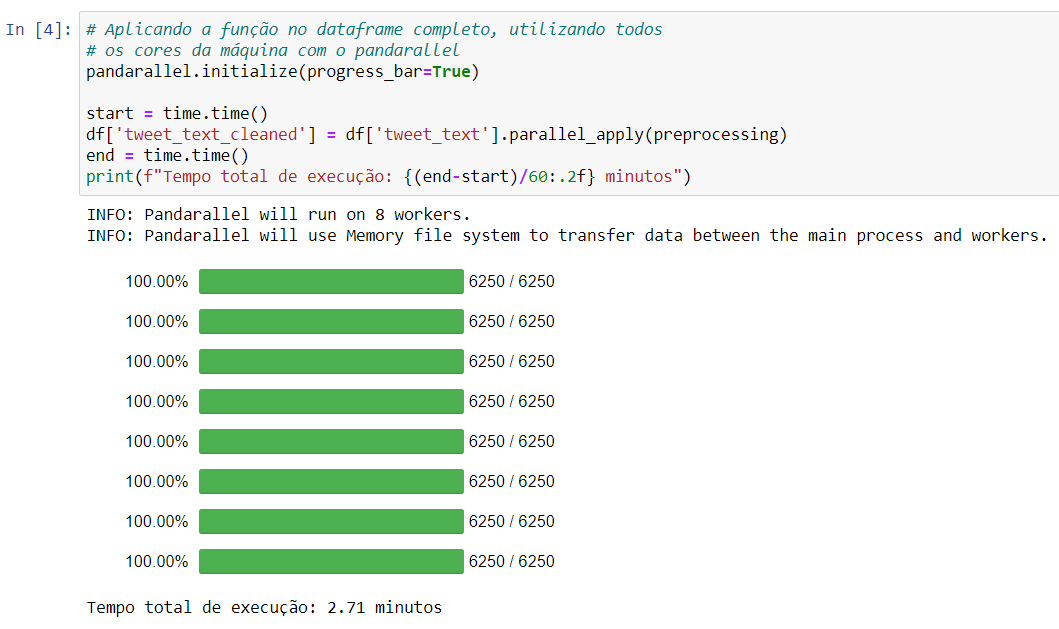 In [4]: # Aplicando a função no dataframe completo, utilizando todos
# os cores da máquina com o pandarallel
pandarallel.initialize(progress_bar=True)
start = time.time()
df['tweet_text_cleaned'] = df['tweet_text'].parallel_apply(preprocessing)
end = time.time()
print(f"Tempo total de execução: {(end-start)/60:.2f} minutos")
INFO: Pandarallel will run on 8 workers.
INFO: Pandarallel will use Memory file system to transfer data between the main process and workers.
100.00% 6250 / 6250
100.00% 6250 / 6250
100.00% 6250 / 6250
100.00% 6250 / 6250
100.00% 6250 / 6250
100.00% 6250 / 6250
100.00% 6250 / 6250
100.00% 6250 / 6250
Tempo total de execução: 2.71 minutos